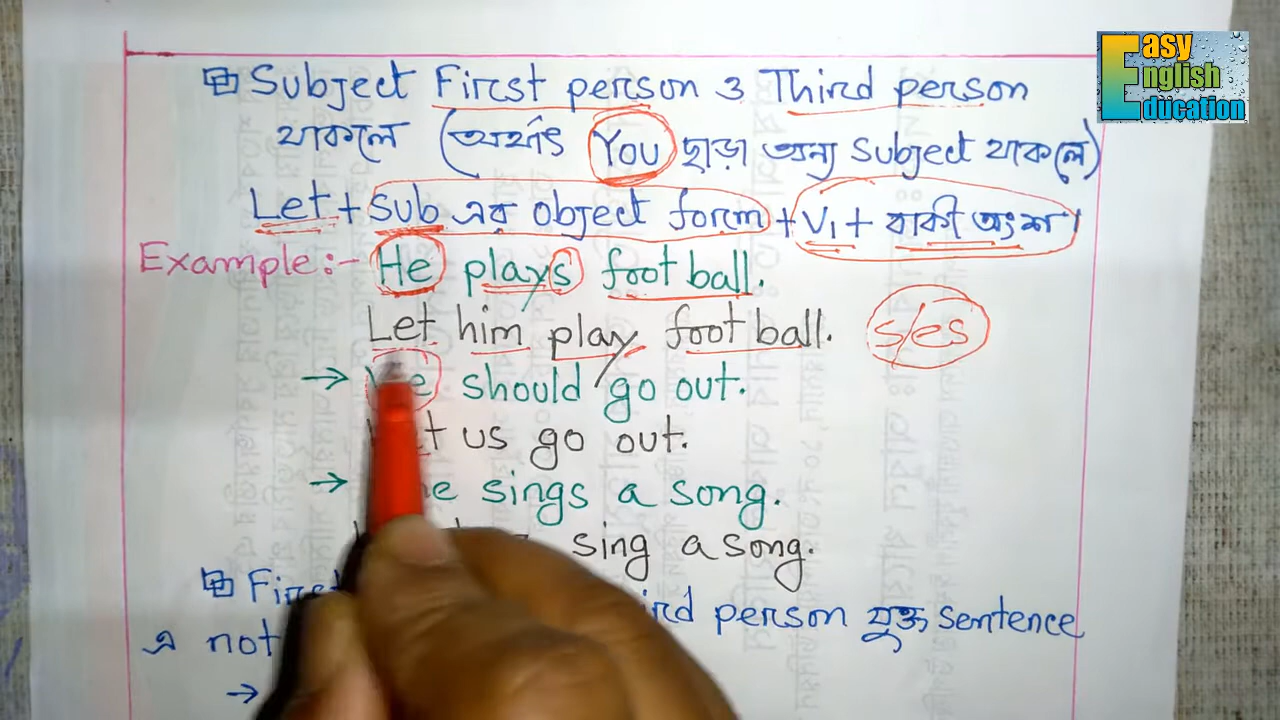 Subject First person ও Third person
থাকলে (অর্থাৎ You ছাড়া অন্য subject থাকলে)
Let + sub এর object form + V1 + বাকী অংশ।
Example:- He plays football.
Let him play football. s/es
→ We should go out.
us go out.
→ sings a song.
sing a song.
First person যুক্ত sentence
এ not
→
Easy
English
Education